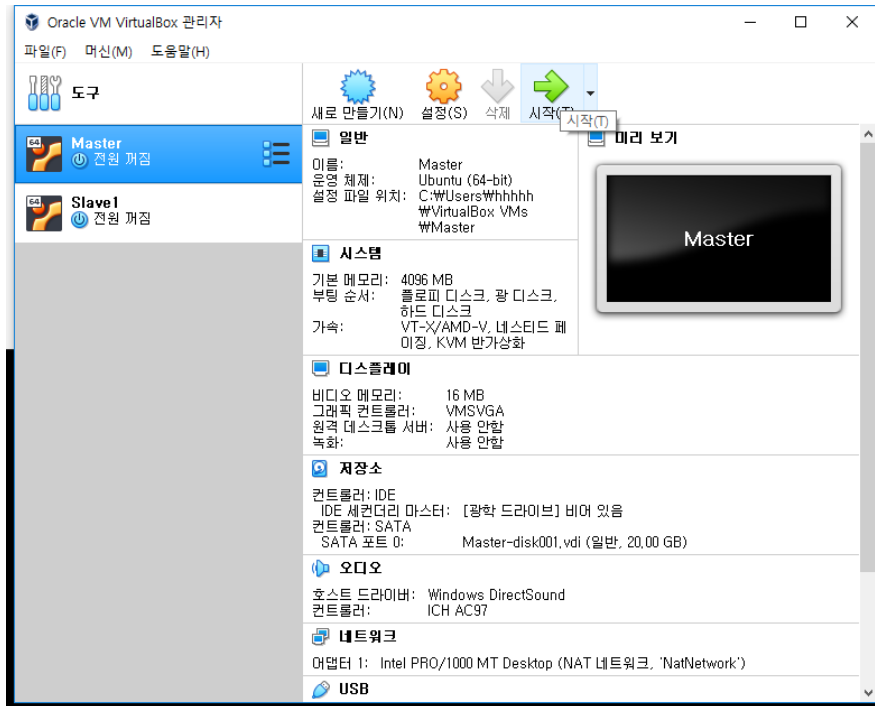 Oracle VM VirtualBox 관리자
파일(F) 머신(M) 도움말(H)
도구
새로 만들기(N) 설정(S) 삭제 시작(T)
시작(T)
64
Master
전원 꺼짐
64
Slave1
전원 꺼짐
일반
이름: Master
운영 체제: Ubuntu (64-bit)
설정 파일 위치: C:₩Users₩hhhhh
₩VirtualBox VMs
₩Master
미리 보기
Master
시스템
기본 메모리: 4096 MB
부팅 순서: 플로피 디스크, 광 디스크,
하드 디스크
가속: VT-X/AMD-V, 네스티드 페
이징, KVM 반가상화
디스플레이
비디오 메모리: 16 MB
그래픽 컨트롤러: VMSVGA
원격 데스크톱 서버: 사용 안함
녹화: 사용 안함
저장소
컨트롤러: IDE
IDE 세컨더리 마스터: [광학 드라이브] 비어 있음
컨트롤러: SATA
SATA 포트 0: Master-disk001.vdi (일반, 20,00 GB)
오디오
호스트 드라이버: Windows DirectSound
컨트롤러: ICH AC97
네트워크
어댑터 1: Intel PRO/1000 MT Desktop (NAT 네트워크, 'NatNetwork')
USB